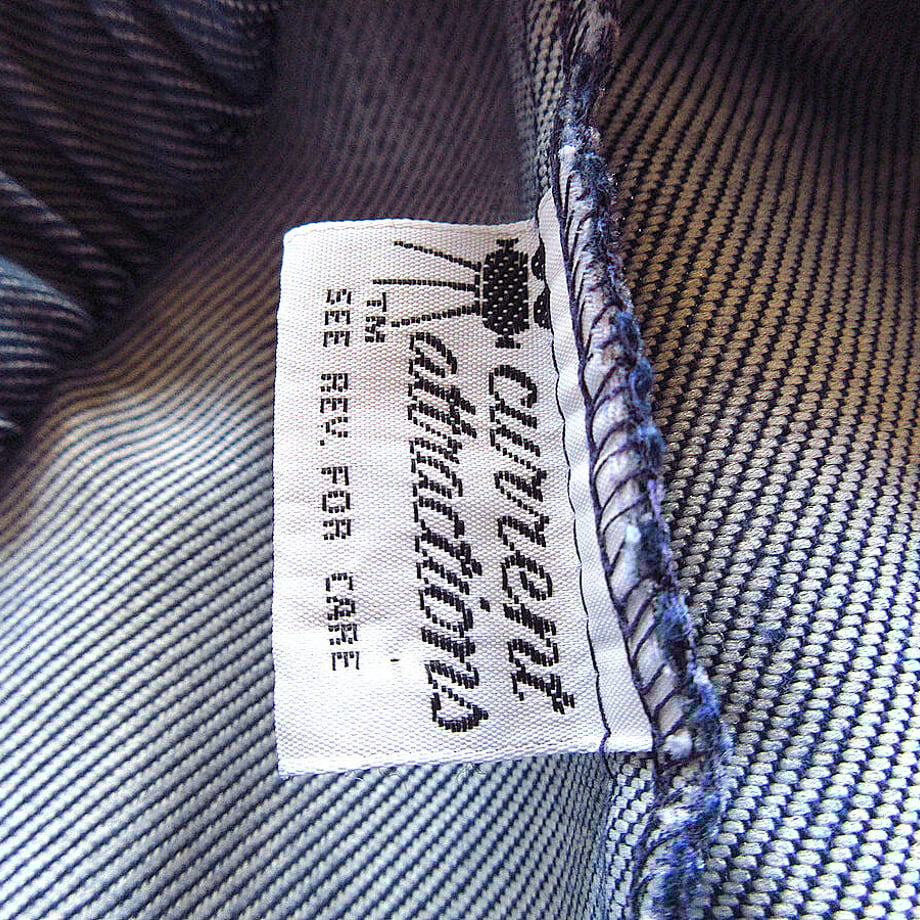 current
attractions
TM
SEE REV. FOR CARE